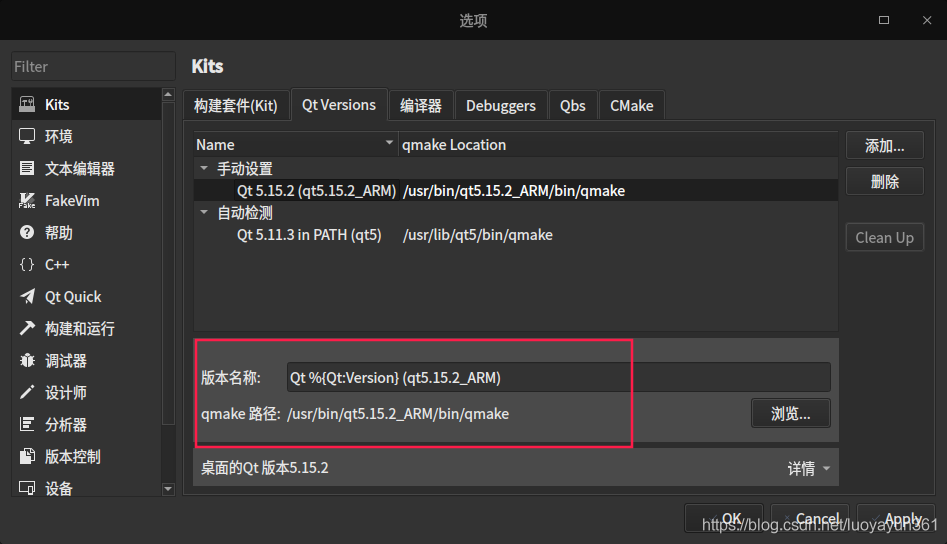 选项
Filter
Kits
环境
文本编辑器
FakeVim
帮助
C++
Qt Quick
构建和运行
调试器
设计师
分析器
版本控制
设备
Kits
构建套件(Kit) Qt Versions 编译器 Debuggers Qbs CMake
Name qmake Location
手动设置
Qt 5.15.2 (qt5.15.2_ARM) /usr/bin/qt5.15.2_ARM/bin/qmake
自动检测
Qt 5.11.3 in PATH (qt5) /usr/lib/qt5/bin/qmake
添加...
删除
Clean Up
版本名称: Qt %{Qt:Version} (qt5.15.2_ARM)
qmake 路径: /usr/bin/qt5.15.2_ARM/bin/qmake
浏览...
桌面的Qt 版本5.15.2 详情
OK Cancel Apply
https://blog.csdn.net/luoyayun361